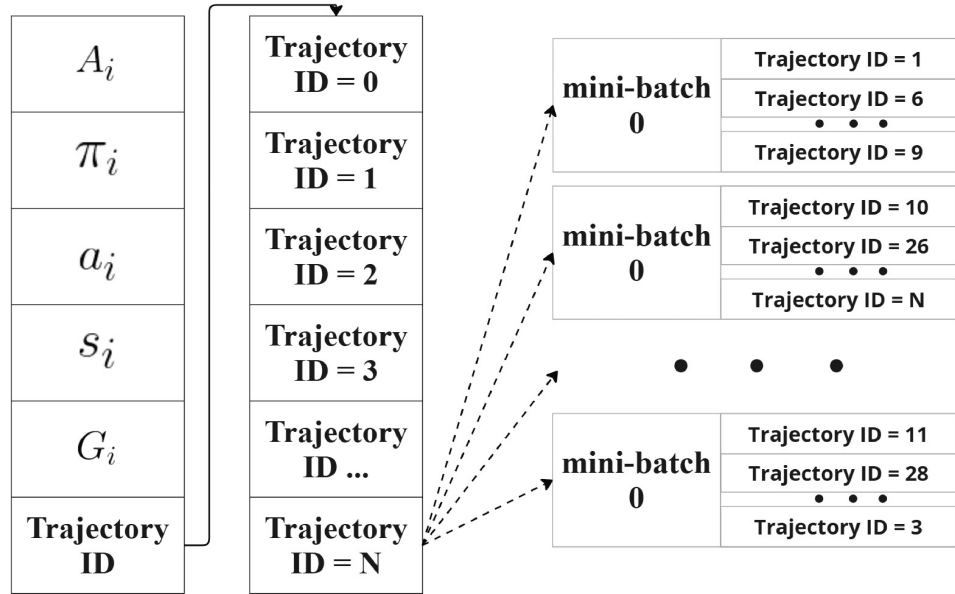 A_i
π_i
a_i
s_i
G_i
Trajectory
ID
Trajectory
ID = 0
Trajectory
ID = 1
Trajectory
ID = 2
Trajectory
ID = 3
Trajectory
ID ...
Trajectory
ID = N
mini-batch
0
Trajectory ID = 1
Trajectory ID = 6
• • •
Trajectory ID = 9
mini-batch
0
Trajectory ID = 10
Trajectory ID = 26
• • •
Trajectory ID = N
• • •
mini-batch
0
Trajectory ID = 11
Trajectory ID = 28
• • •
Trajectory ID = 3